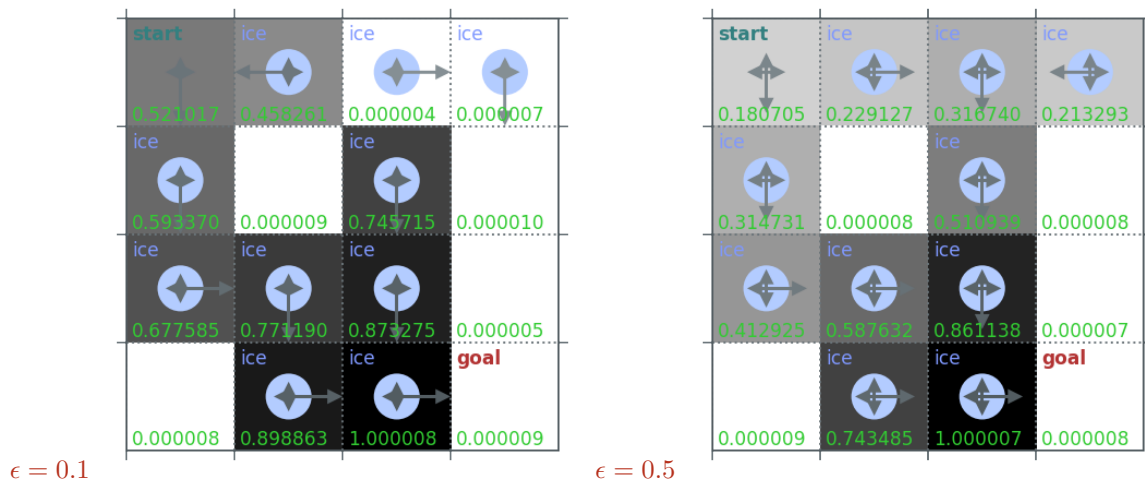 start ice ice ice
0.521017 0.458261 0.000004 0.000007
ice ice
0.593370 0.000009 0.745715 0.000010
ice ice ice
0.677585 0.771190 0.873275 0.000005
ice ice goal
0.000008 0.898863 1.000008 0.000009
ϵ = 0.1
start ice ice ice
0.180705 0.229127 0.316740 0.213293
ice ice
0.314731 0.000008 0.510939 0.000008
ice ice ice
0.412925 0.587632 0.861138 0.000007
ice ice goal
0.000009 0.743485 1.000007 0.000008
ϵ = 0.5